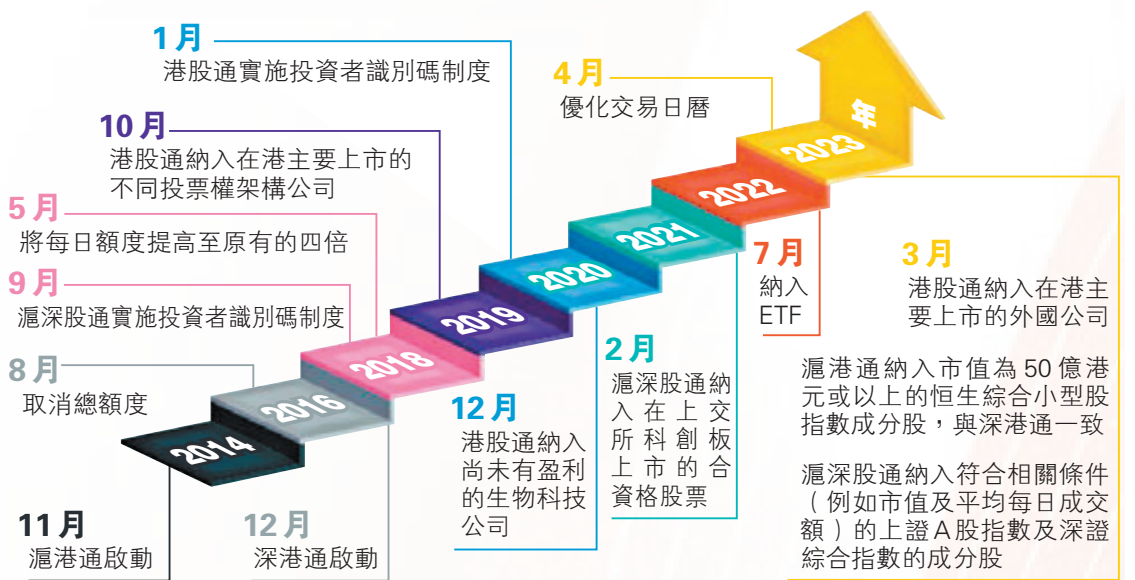 1月
港股通實施投資者識別碼制度
4月
優化交易日曆
10月
港股通納入在港主要上市的
不同投票權架構公司
5月
將每日額度提高至原有的四倍
9月
滬深股通實施投資者識別碼制度
8月
取消總額度
2014
2016
2018
2019
2020
2021
2022
2023
年
11月
滬港通啟動
12月
深港通啟動
12月
港股通納入
尚未有盈利
的生物科技
公司
2月
滬深股通納
入在上交
所科創板
上市的合
資格股票
7月
納入
ETF
3月
港股通納入在港主
要上市的外國公司
滬港通納入市值為50億港
元或以上的恒生綜合小型股
指數成分股，與深港通一致
滬深股通納入符合相關條件
（例如市值及平均每日成交
額）的上證A股指數及深證
綜合指數的成分股